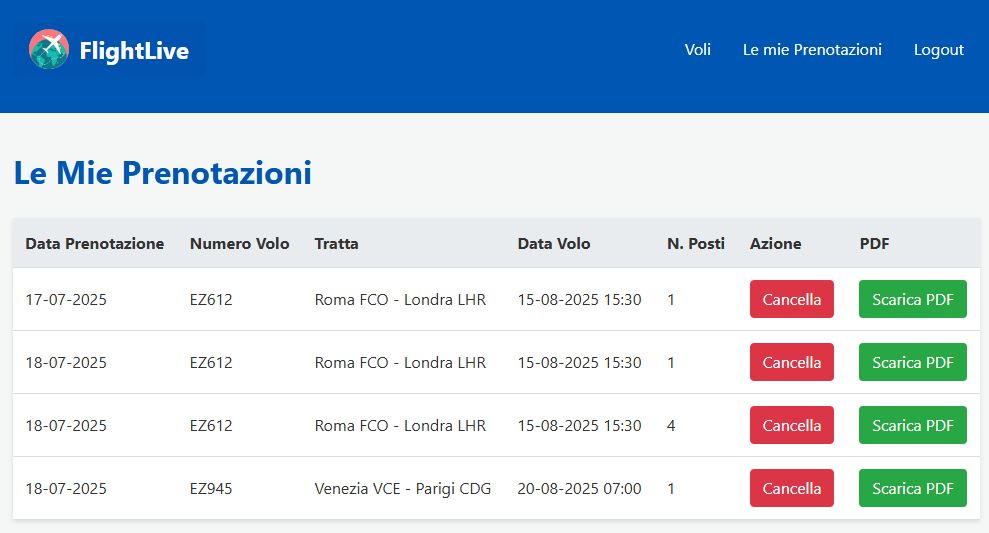 FlightLive
Voli Le mie Prenotazioni Logout
Le Mie Prenotazioni
Data Prenotazione Numero Volo Tratta Data Volo N. Posti Azione PDF
17-07-2025 EZ612 Roma FCO - Londra LHR 15-08-2025 15:30 1 Cancella Scarica PDF
18-07-2025 EZ612 Roma FCO - Londra LHR 15-08-2025 15:30 1 Cancella Scarica PDF
18-07-2025 EZ612 Roma FCO - Londra LHR 15-08-2025 15:30 4 Cancella Scarica PDF
18-07-2025 EZ945 Venezia VCE - Parigi CDG 20-08-2025 07:00 1 Cancella Scarica PDF